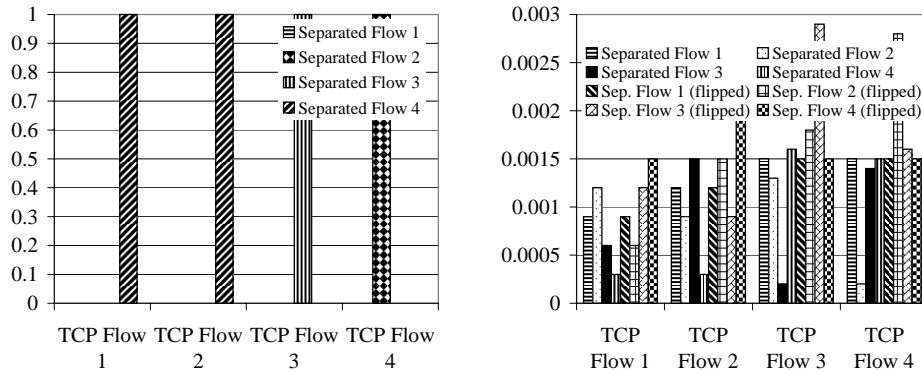 1
0.9
0.8
0.7
0.6
0.5
0.4
0.3
0.2
0.1
0
Separated Flow 1
Separated Flow 2
Separated Flow 3
Separated Flow 4
TCP Flow 1
TCP Flow 2
TCP Flow 3
TCP Flow 4
0.003
0.0025
0.002
0.0015
0.001
0.0005
0
Separated Flow 1
Separated Flow 2
Separated Flow 3
Separated Flow 4
Sep. Flow 1 (flipped)
Sep. Flow 2 (flipped)
Sep. Flow 3 (flipped)
Sep. Flow 4 (flipped)
TCP
Flow 1
TCP
Flow 2
TCP
Flow 3
TCP
Flow 4